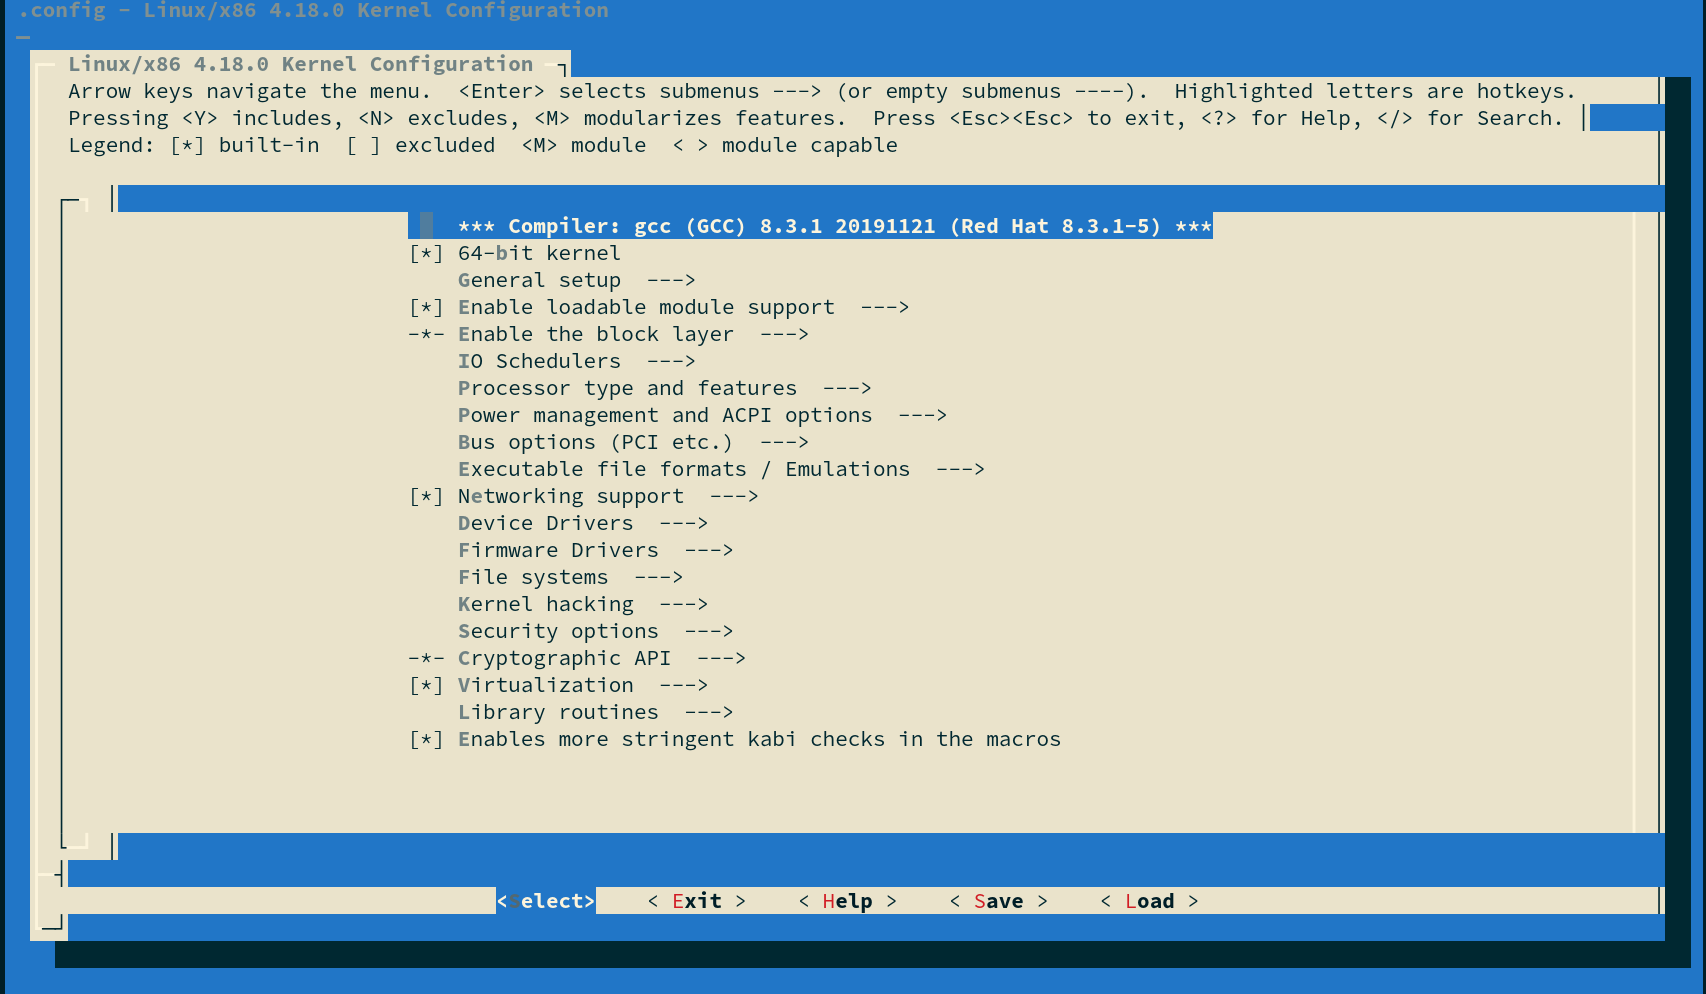 .config - Linux/x86 4.18.0 Kernel Configuration
Linux/x86 4.18.0 Kernel Configuration
Arrow keys navigate the menu.  <Enter> selects submenus ---> (or empty submenus ----).  Highlighted letters are hotkeys.
Pressing <Y> includes, <N> excludes, <M> modularizes features.  Press <Esc><Esc> to exit, <?> for Help, </> for Search.
Legend: [*] built-in  [ ] excluded  <M> module  < > module capable
*** Compiler: gcc (GCC) 8.3.1 20191121 (Red Hat 8.3.1-5) ***
[*] 64-bit kernel
General setup  --->
[*] Enable loadable module support  --->
-*- Enable the block layer  --->
IO Schedulers  --->
Processor type and features  --->
Power management and ACPI options  --->
Bus options (PCI etc.)  --->
Executable file formats / Emulations  --->
[*] Networking support  --->
Device Drivers  --->
Firmware Drivers  --->
File systems  --->
Kernel hacking  --->
Security options  --->
-*- Cryptographic API  --->
[*] Virtualization  --->
Library routines  --->
[*] Enables more stringent kabi checks in the macros
<Select>    < Exit >    < Help >    < Save >    < Load >